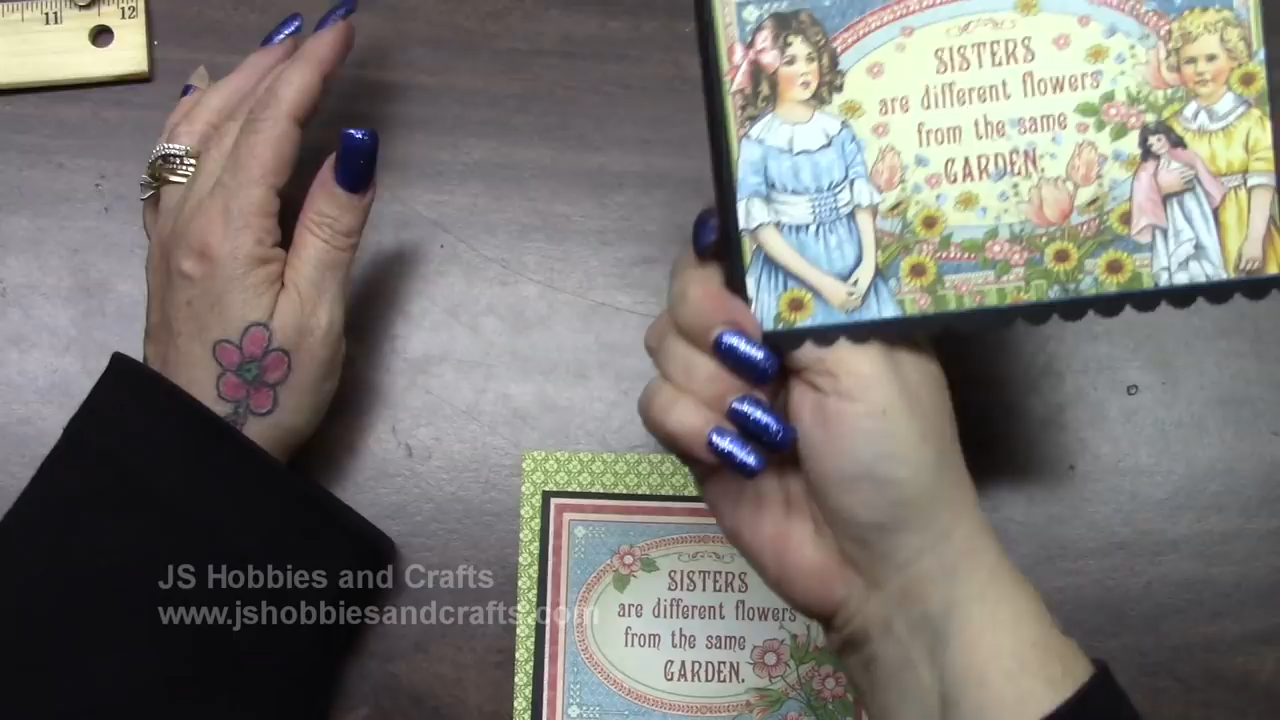 11 12
SISTERS
are different flowers
from the same
GARDEN.
SISTERS
are different flowers
from the same
GARDEN.
JS Hobbies and Crafts
www.jshobbiesandcrafts.com